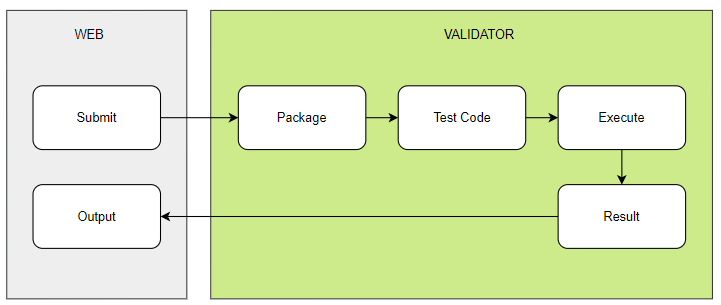 WEB
VALIDATOR
Submit
Package
Test Code
Execute
Output
Result